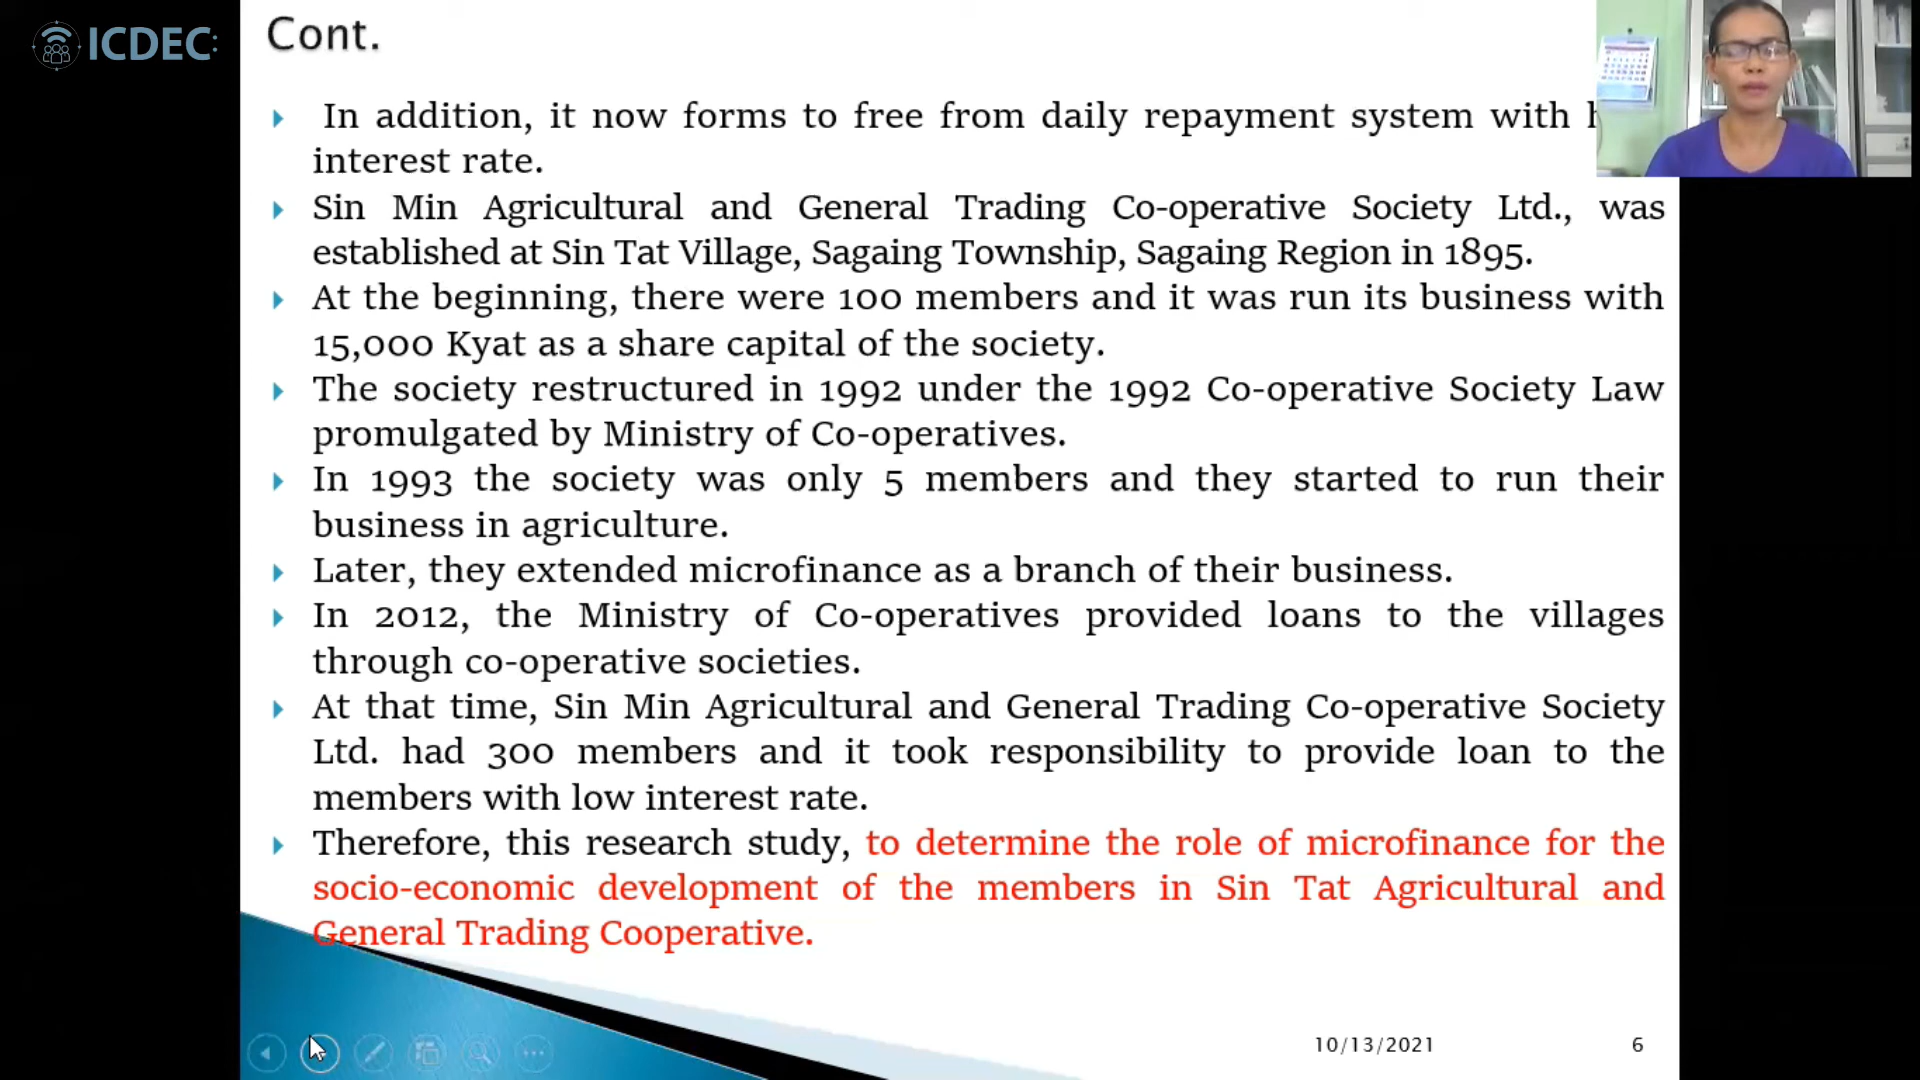 ICDEC:
Cont.
In addition, it now forms to free from daily repayment system with
interest rate.
Sin Min Agricultural and General Trading Co-operative Society Ltd., was
established at Sin Tat Village, Sagaing Township, Sagaing Region in 1895.
At the beginning, there were 100 members and it was run its business with
15,000 Kyat as a share capital of the society.
The society restructured in 1992 under the 1992 Co-operative Society Law
promulgated by Ministry of Co-operatives.
In 1993 the society was only 5 members and they started to run their
business in agriculture.
Later, they extended microfinance as a branch of their business.
In 2012, the Ministry of Co-operatives provided loans to the villages
through co-operative societies.
At that time, Sin Min Agricultural and General Trading Co-operative Society
Ltd. had 300 members and it took responsibility to provide loan to the
members with low interest rate.
Therefore, this research study, to determine the role of microfinance for the
socio-economic development of the members in Sin Tat Agricultural and
General Trading Cooperative.
10/13/2021
6